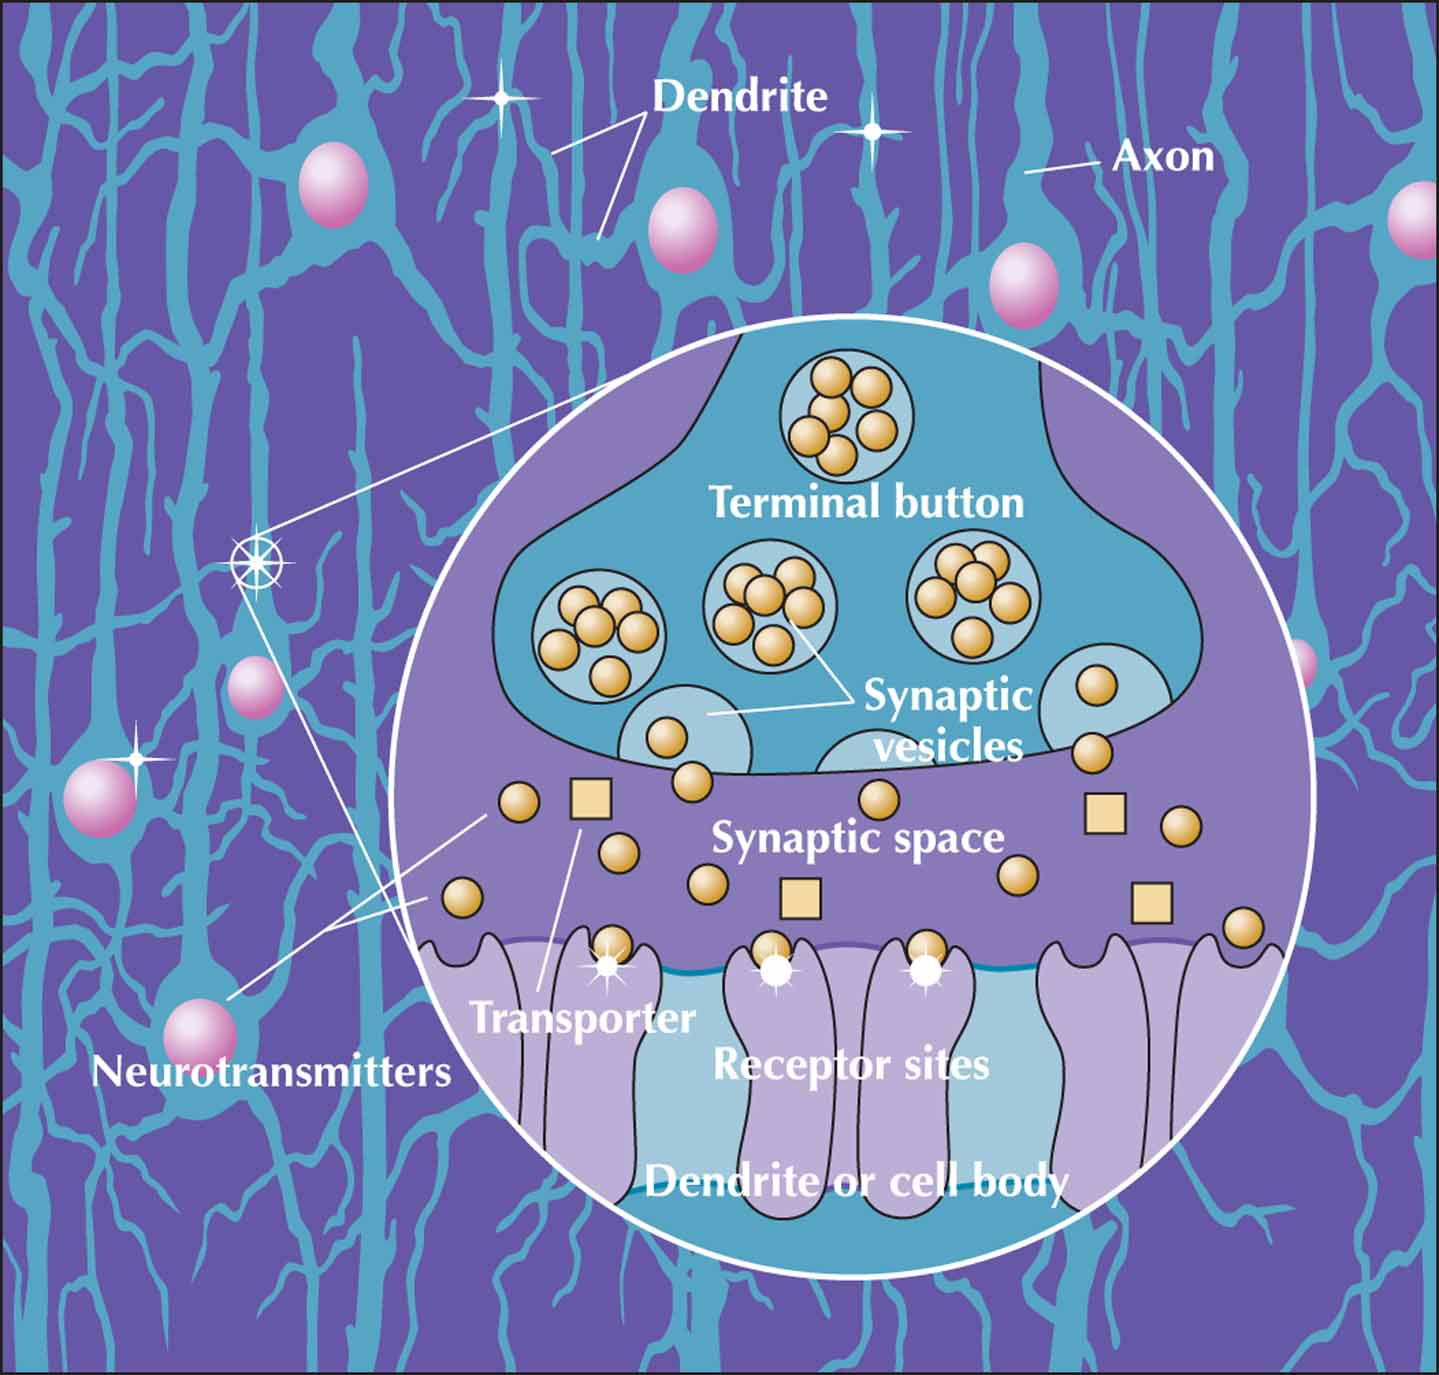 Dendrite
Axon
Terminal button
Synaptic
vesicles
Synaptic space
Transporter
Receptor sites
Neurotransmitters
Dendrite or cell body